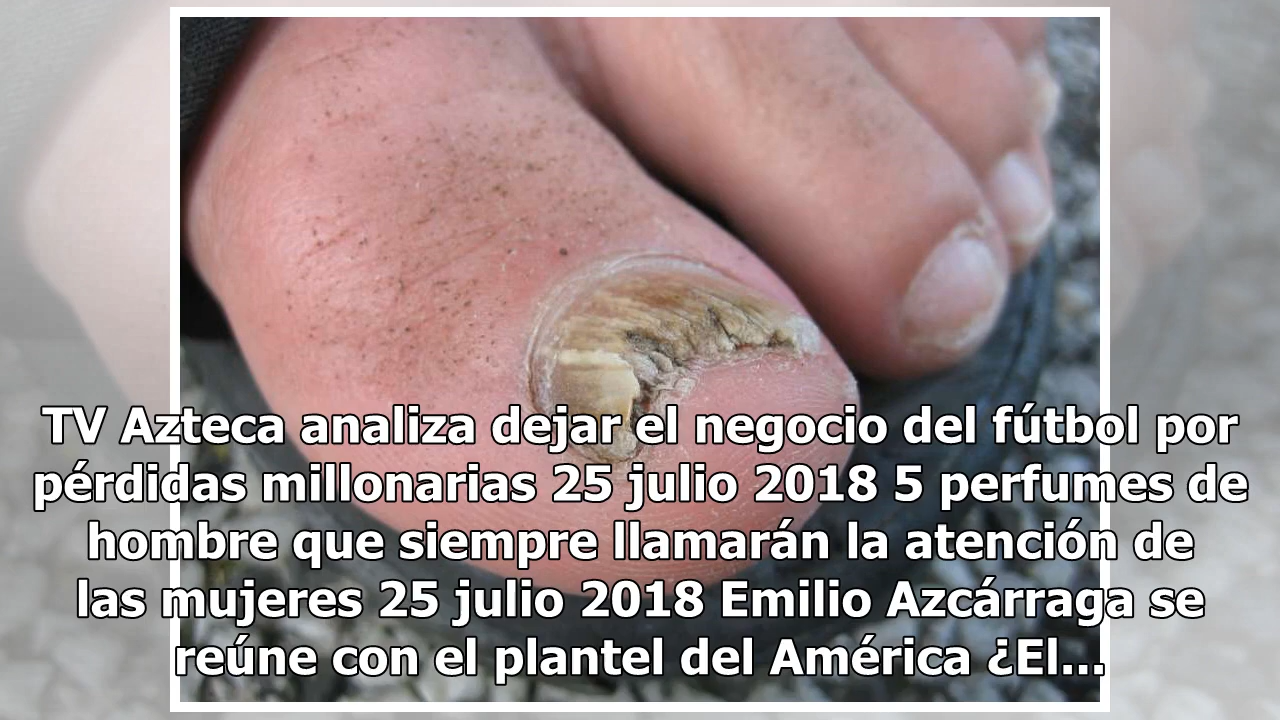 TV Azteca analiza dejar el negocio del fútbol por
pérdidas millonarias 25 julio 2018 5 perfumes de
hombre que siempre llamarán la atención de
las mujeres 25 julio 2018 Emilio Azcárraga se
reúne con el plantel del América ¿El...